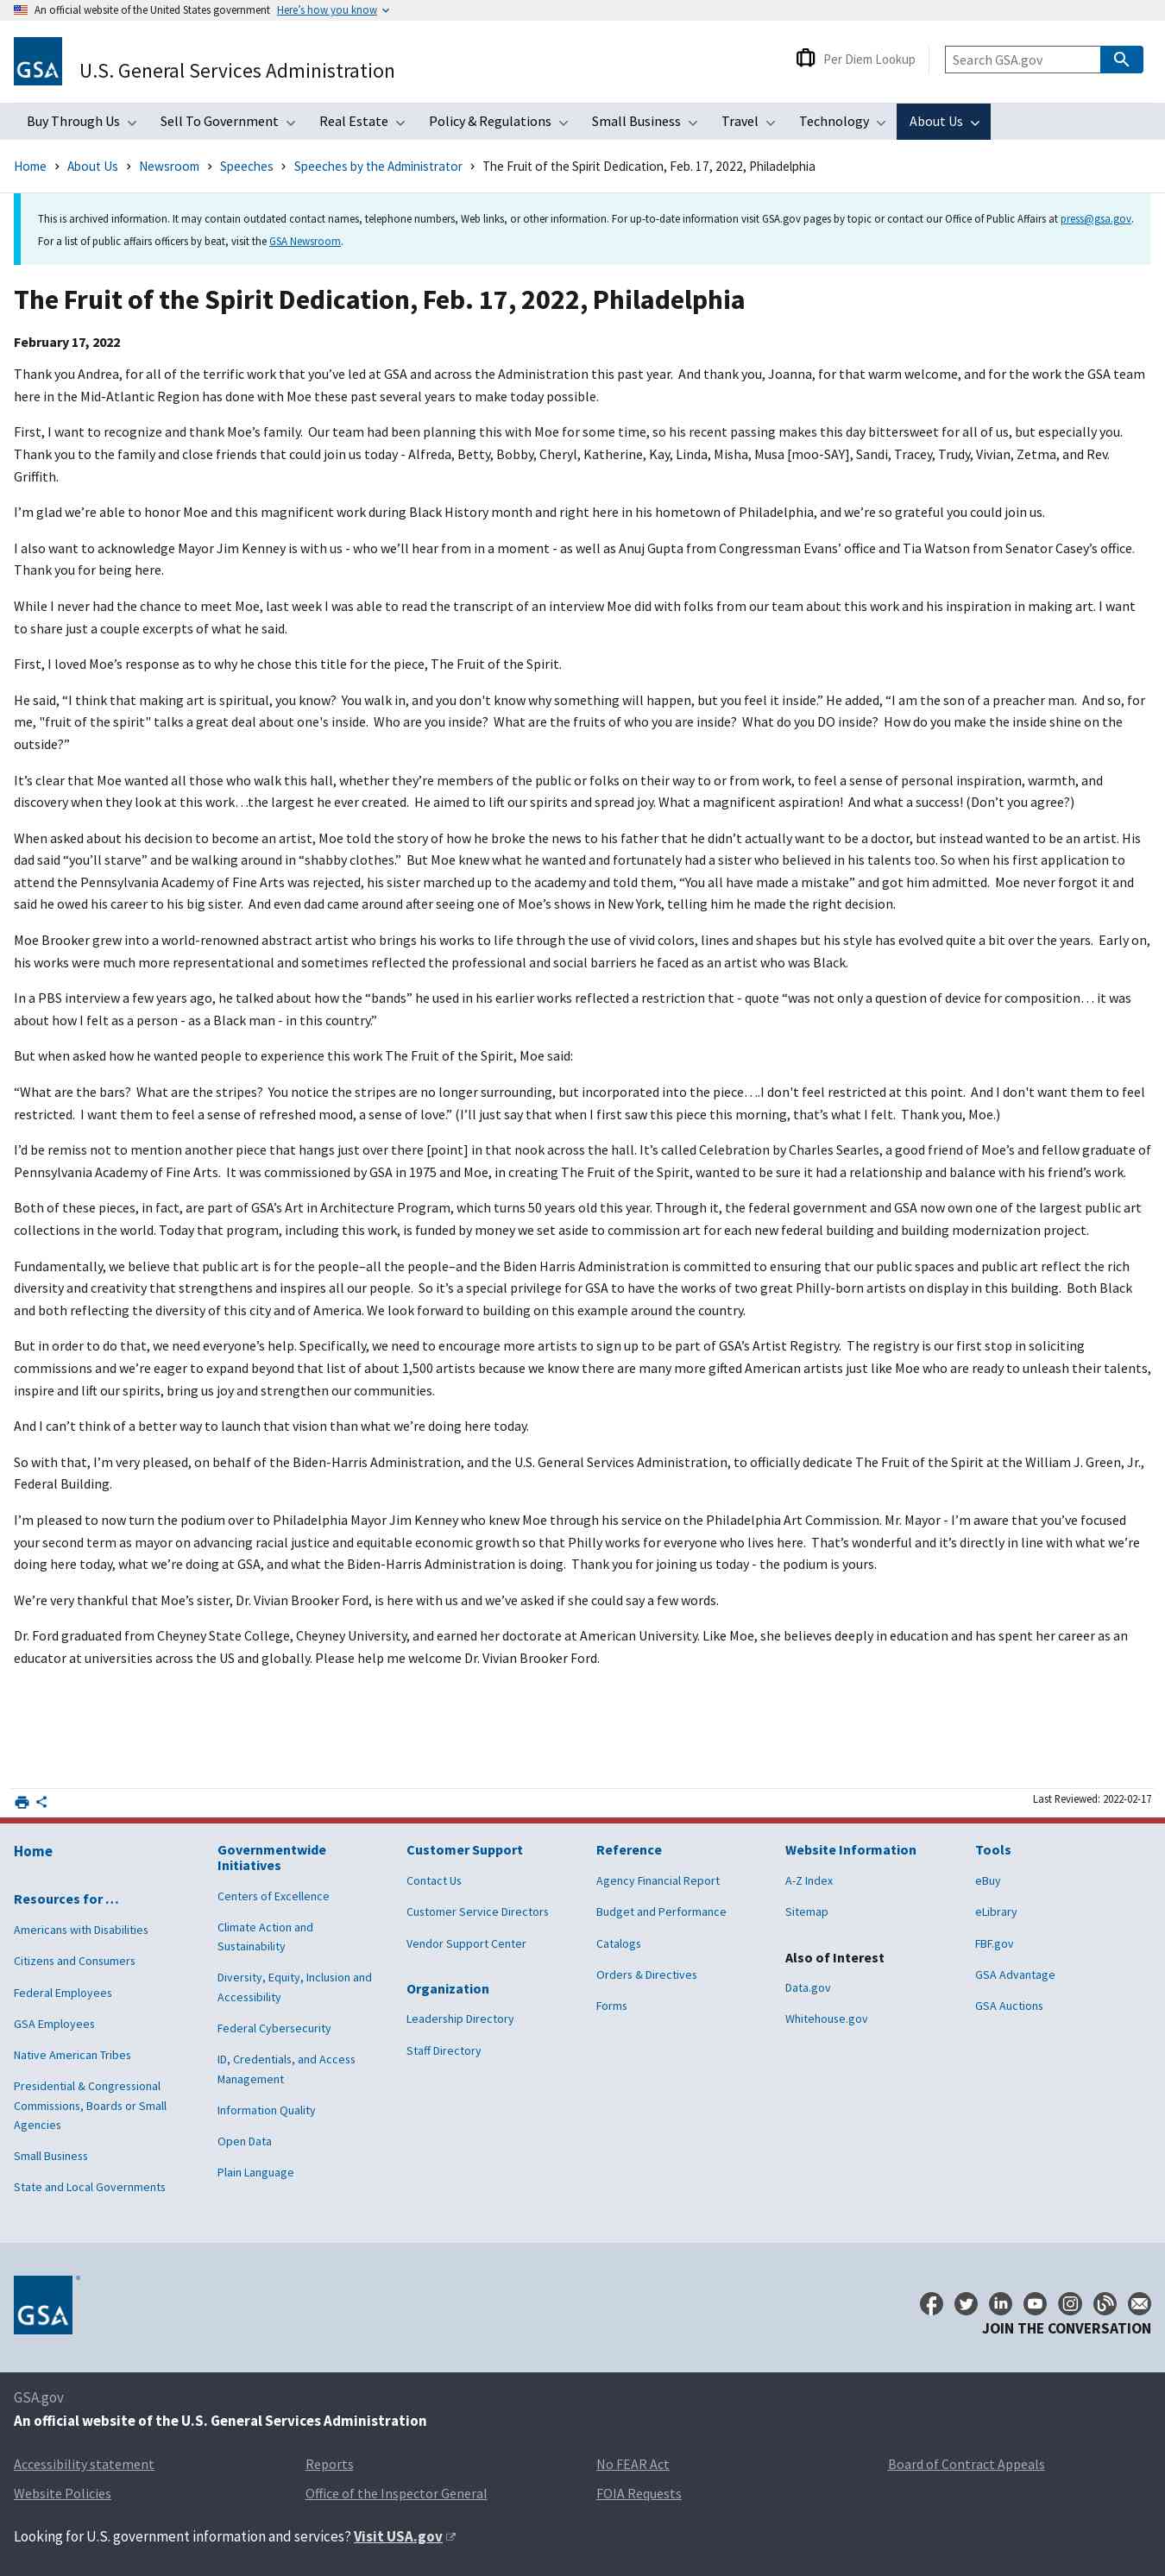 An official website of the United States government Here's how you know
GSA
U.S. General Services Administration
Per Diem Lookup
Search GSA.gov
Buy Through Us
Sell To Government
Real Estate
Policy & Regulations
Small Business
Travel
Technology
About Us
Home > About Us > Newsroom > Speeches > Speeches by the Administrator > The Fruit of the Spirit Dedication, Feb. 17, 2022, Philadelphia
This is archived information. It may contain outdated contact names, telephone numbers, Web links, or other information. For up-to-date information visit GSA.gov pages by topic or contact our Office of Public Affairs at press@gsa.gov.
For a list of public affairs officers by beat, visit the GSA Newsroom.
The Fruit of the Spirit Dedication, Feb. 17, 2022, Philadelphia
February 17, 2022
Thank you Andrea, for all of the terrific work that you've led at GSA and across the Administration this past year.  And thank you, Joanna, for that warm welcome, and for the work the GSA team
here in the Mid-Atlantic Region has done with Moe these past several years to make today possible.
First, I want to recognize and thank Moe's family.  Our team had been planning this with Moe for some time, so his recent passing makes this day bittersweet for all of us, but especially you.
Thank you to the family and close friends that could join us today - Alfreda, Betty, Bobby, Cheryl, Katherine, Kay, Linda, Misha, Musa [moo-SAY], Sandi, Tracey, Trudy, Vivian, Zetma, and Rev.
Griffith.
I'm glad we're able to honor Moe and this magnificent work during Black History month and right here in his hometown of Philadelphia, and we're so grateful you could join us.
I also want to acknowledge Mayor Jim Kenney is with us - who we'll hear from in a moment - as well as Anuj Gupta from Congressman Evans' office and Tia Watson from Senator Casey's office.
Thank you for being here.
While I never had the chance to meet Moe, last week I was able to read the transcript of an interview Moe did with folks from our team about this work and his inspiration in making art. I want
to share just a couple excerpts of what he said.
First, I loved Moe's response as to why he chose this title for the piece, The Fruit of the Spirit.
He said, “I think that making art is spiritual, you know?  You walk in, and you don't know why something will happen, but you feel it inside.” He added, “I am the son of a preacher man.  And so, for
me, "fruit of the spirit" talks a great deal about one's inside.  Who are you inside?  What are the fruits of who you are inside?  What do you DO inside?  How do you make the inside shine on the
outside?”
It's clear that Moe wanted all those who walk this hall, whether they're members of the public or folks on their way to or from work, to feel a sense of personal inspiration, warmth, and
discovery when they look at this work…the largest he ever created.  He aimed to lift our spirits and spread joy. What a magnificent aspiration!  And what a success! (Don't you agree?)
When asked about his decision to become an artist, Moe told the story of how he broke the news to his father that he didn't actually want to be a doctor, but instead wanted to be an artist. His
dad said “you'll starve” and be walking around in “shabby clothes.”  But Moe knew what he wanted and fortunately had a sister who believed in his talents too. So when his first application to
attend the Pennsylvania Academy of Fine Arts was rejected, his sister marched up to the academy and told them, “You all have made a mistake” and got him admitted.  Moe never forgot it and
said he owed his career to his big sister.  And even dad came around after seeing one of Moe's shows in New York, telling him he made the right decision.
Moe Brooker grew into a world-renowned abstract artist who brings his works to life through the use of vivid colors, lines and shapes but his style has evolved quite a bit over the years.  Early on,
his works were much more representational and sometimes reflected the professional and social barriers he faced as an artist who was Black.
In a PBS interview a few years ago, he talked about how the “bands” he used in his earlier works reflected a restriction that - quote “was not only a question of device for composition… it was
about how I felt as a person - as a Black man - in this country.”
But when asked how he wanted people to experience this work The Fruit of the Spirit, Moe said:
“What are the bars?  What are the stripes?  You notice the stripes are no longer surrounding, but incorporated into the piece….I don't feel restricted at this point.  And I don't want them to feel
restricted.  I want them to feel a sense of refreshed mood, a sense of love.” (I'll just say that when I first saw this piece this morning, that's what I felt.  Thank you, Moe.)
I'd be remiss not to mention another piece that hangs just over there [point] in that nook across the hall. It's called Celebration by Charles Searles, a good friend of Moe's and fellow graduate of
Pennsylvania Academy of Fine Arts.  It was commissioned by GSA in 1975 and Moe, in creating The Fruit of the Spirit, wanted to be sure it had a relationship and balance with his friend's work.
Both of these pieces, in fact, are part of GSA's Art in Architecture Program, which turns 50 years old this year. Through it, the federal government and GSA now own one of the largest public art
collections in the world. Today that program, including this work, is funded by money we set aside to commission art for each new federal building and building modernization project.
Fundamentally, we believe that public art is for the people–all the people–and the Biden Harris Administration is committed to ensuring that our public spaces and public art reflect the rich
diversity and creativity that strengthens and inspires all our people.  So it's a special privilege for GSA to have the works of two great Philly-born artists on display in this building.  Both Black
and both reflecting the diversity of this city and of America. We look forward to building on this example around the country.
But in order to do that, we need everyone's help. Specifically, we need to encourage more artists to sign up to be part of GSA's Artist Registry.  The registry is our first stop in soliciting
commissions and we're eager to expand beyond that list of about 1,500 artists because we know there are many more gifted American artists just like Moe who are ready to unleash their talents,
inspire and lift our spirits, bring us joy and strengthen our communities.
And I can't think of a better way to launch that vision than what we're doing here today.
So with that, I'm very pleased, on behalf of the Biden-Harris Administration, and the U.S. General Services Administration, to officially dedicate The Fruit of the Spirit at the William J. Green, Jr.,
Federal Building.
I'm pleased to now turn the podium over to Philadelphia Mayor Jim Kenney who knew Moe through his service on the Philadelphia Art Commission. Mr. Mayor - I'm aware that you've focused
your second term as mayor on advancing racial justice and equitable economic growth so that Philly works for everyone who lives here.  That's wonderful and it's directly in line with what we're
doing here today, what we're doing at GSA, and what the Biden-Harris Administration is doing.  Thank you for joining us today - the podium is yours.
We're very thankful that Moe's sister, Dr. Vivian Brooker Ford, is here with us and we've asked if she could say a few words.
Dr. Ford graduated from Cheyney State College, Cheyney University, and earned her doctorate at American University. Like Moe, she believes deeply in education and has spent her career as an
educator at universities across the US and globally. Please help me welcome Dr. Vivian Brooker Ford.
Last Reviewed: 2022-02-17
Home
Resources for …
Americans with Disabilities
Citizens and Consumers
Federal Employees
GSA Employees
Native American Tribes
Presidential & Congressional
Commissions, Boards or Small
Agencies
Small Business
State and Local Governments
Governmentwide
Initiatives
Centers of Excellence
Climate Action and
Sustainability
Diversity, Equity, Inclusion and
Accessibility
Federal Cybersecurity
ID, Credentials, and Access
Management
Information Quality
Open Data
Plain Language
Customer Support
Contact Us
Customer Service Directors
Vendor Support Center
Organization
Leadership Directory
Staff Directory
Reference
Agency Financial Report
Budget and Performance
Catalogs
Orders & Directives
Forms
Website Information
A-Z Index
Sitemap
Also of Interest
Data.gov
Whitehouse.gov
Tools
eBuy
eLibrary
FBF.gov
GSA Advantage
GSA Auctions
GSA
JOIN THE CONVERSATION
GSA.gov
An official website of the U.S. General Services Administration
Accessibility statement
Reports
No FEAR Act
Board of Contract Appeals
Website Policies
Office of the Inspector General
FOIA Requests
Looking for U.S. government information and services? Visit USA.gov